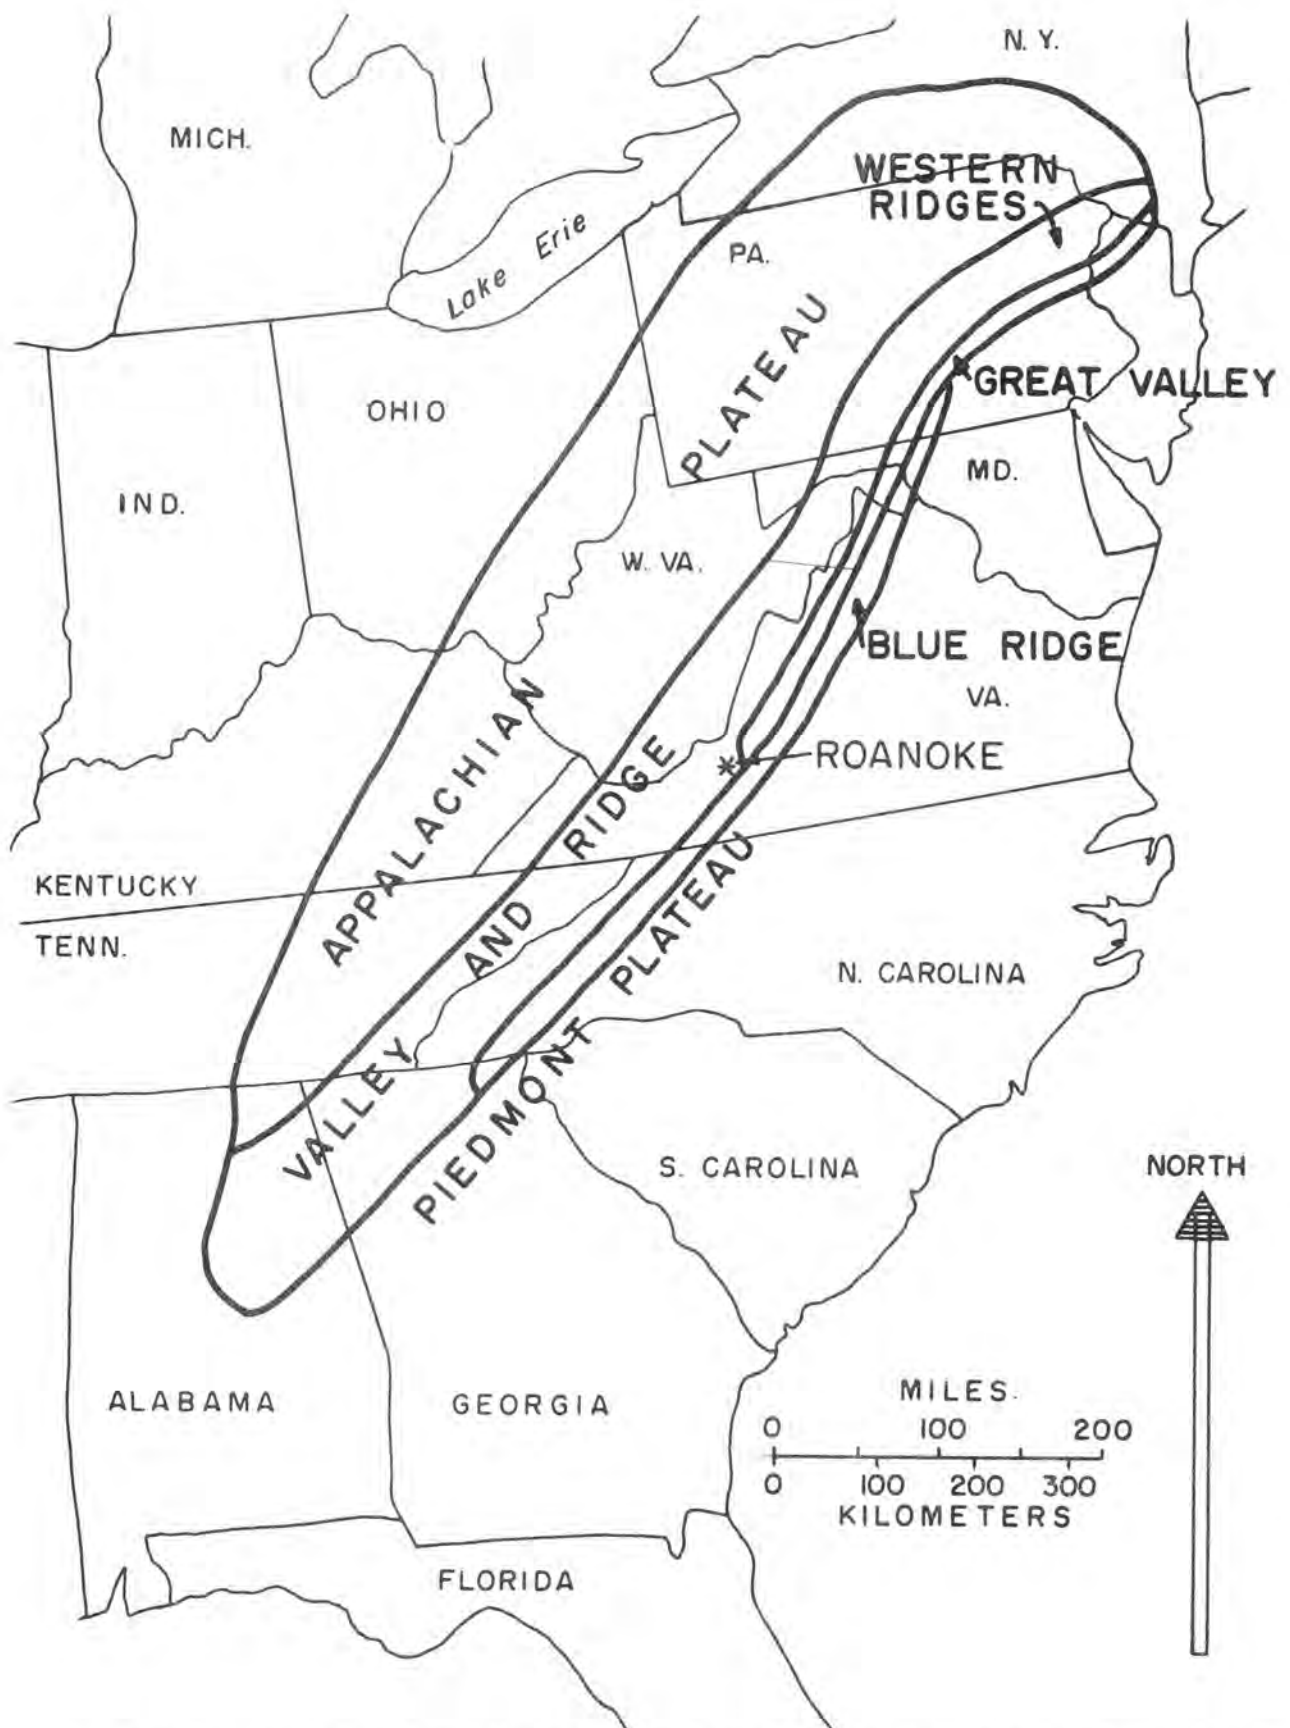 N. Y.
MICH.
WESTERN
RIDGES
Lake Erie
PA.
PLATEAU
GREAT VALLEY
OHIO
MD.
IND.
W. VA.
BLUE RIDGE
VA.
ROANOKE
APPALACHIAN
VALLEY AND RIDGE
PIEDMONT PLATEAU
KENTUCKY
TENN.
N. CAROLINA
S. CAROLINA
NORTH
ALABAMA
GEORGIA
MILES.
0 100 200
0 100 200 300
KILOMETERS
FLORIDA